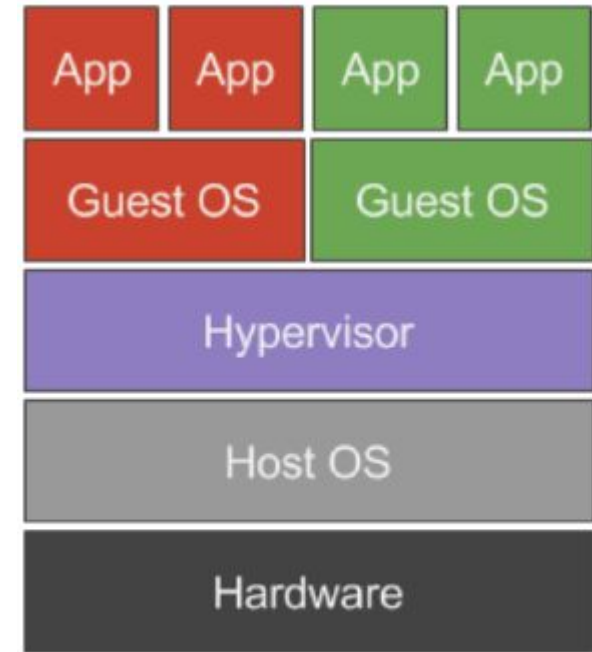 App App App App
Guest OS Guest OS
Hypervisor
Host OS
Hardware